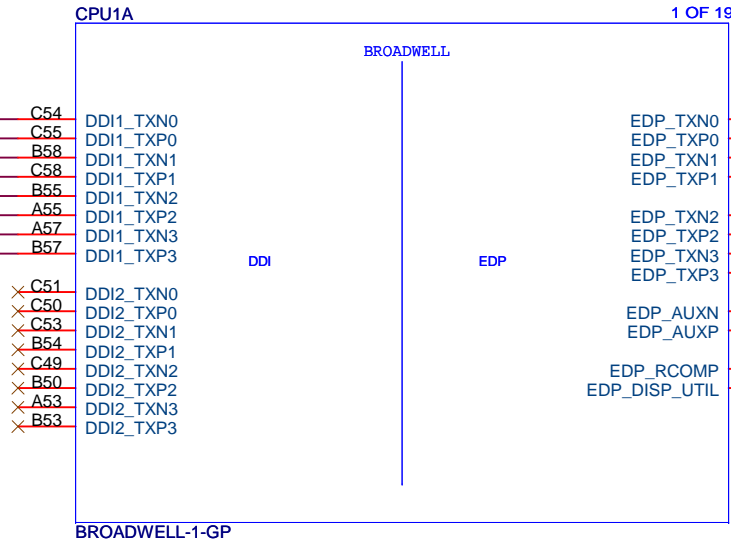 CPU1A
1 OF 19
BROADWELL
C54 DDI1_TXN0 EDP_TXN0
C55 DDI1_TXP0 EDP_TXP0
B58 DDI1_TXN1 EDP_TXN1
C58 DDI1_TXP1 EDP_TXP1
B55 DDI1_TXN2
A55 DDI1_TXP2 EDP_TXN2
A57 DDI1_TXN3 EDP_TXP2
B57 DDI1_TXP3 EDP_TXN3
DDI EDP
EDP_TXP3
C51 DDI2_TXN0
C50 DDI2_TXP0 EDP_AUXN
C53 DDI2_TXN1 EDP_AUXP
B54 DDI2_TXP1
C49 DDI2_TXN2 EDP_RCOMP
B50 DDI2_TXP2 EDP_DISP_UTIL
A53 DDI2_TXN3
B53 DDI2_TXP3
BROADWELL-1-GP